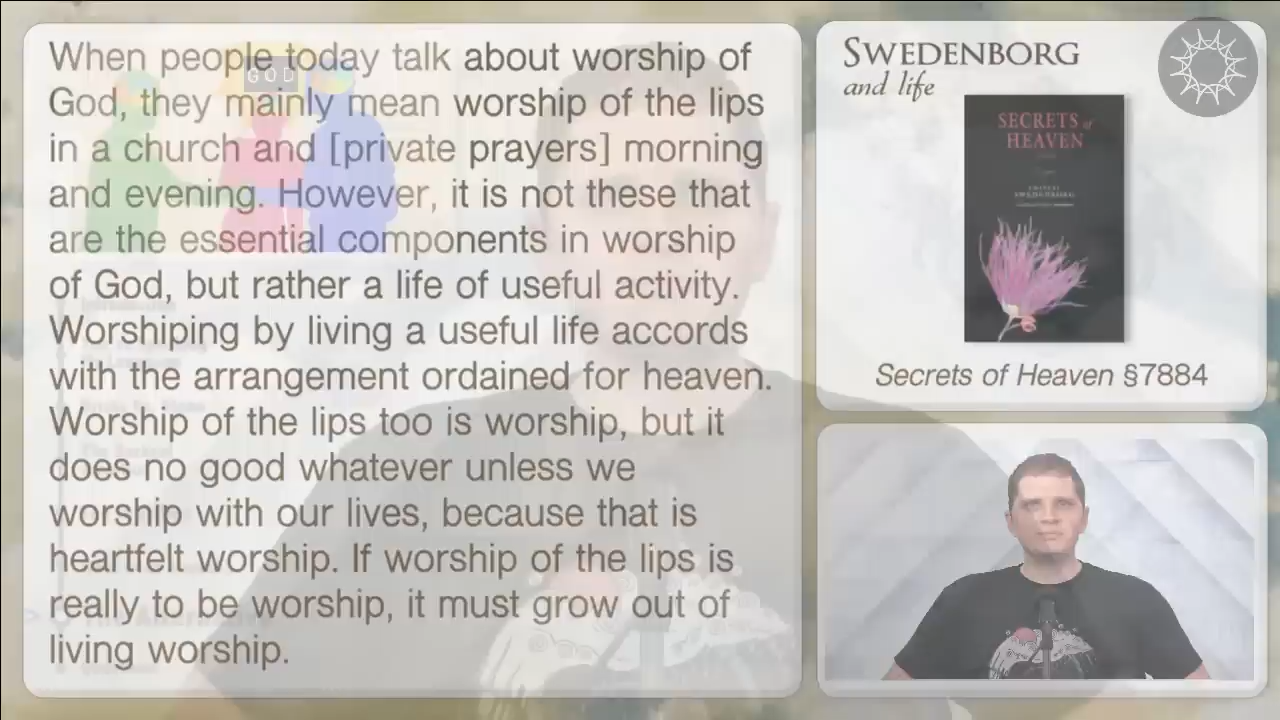 When people today talk about worship of
God, they mainly mean worship of the lips
in a church and [private prayers] morning
and evening. However, it is not these that
are the essential components in worship
of God, but rather a life of useful activity.
Worshiping by living a useful life accords
with the arrangement ordained for heaven.
Worship of the lips too is worship, but it
does no good whatever unless we
worship with our lives, because that is
heartfelt worship. If worship of the lips is
really to be worship, it must grow out of
living worship.
GOD
SWEDENBORG
and life
SECRETS of
HEAVEN
SWEDENBORG
Secrets of Heaven §7884